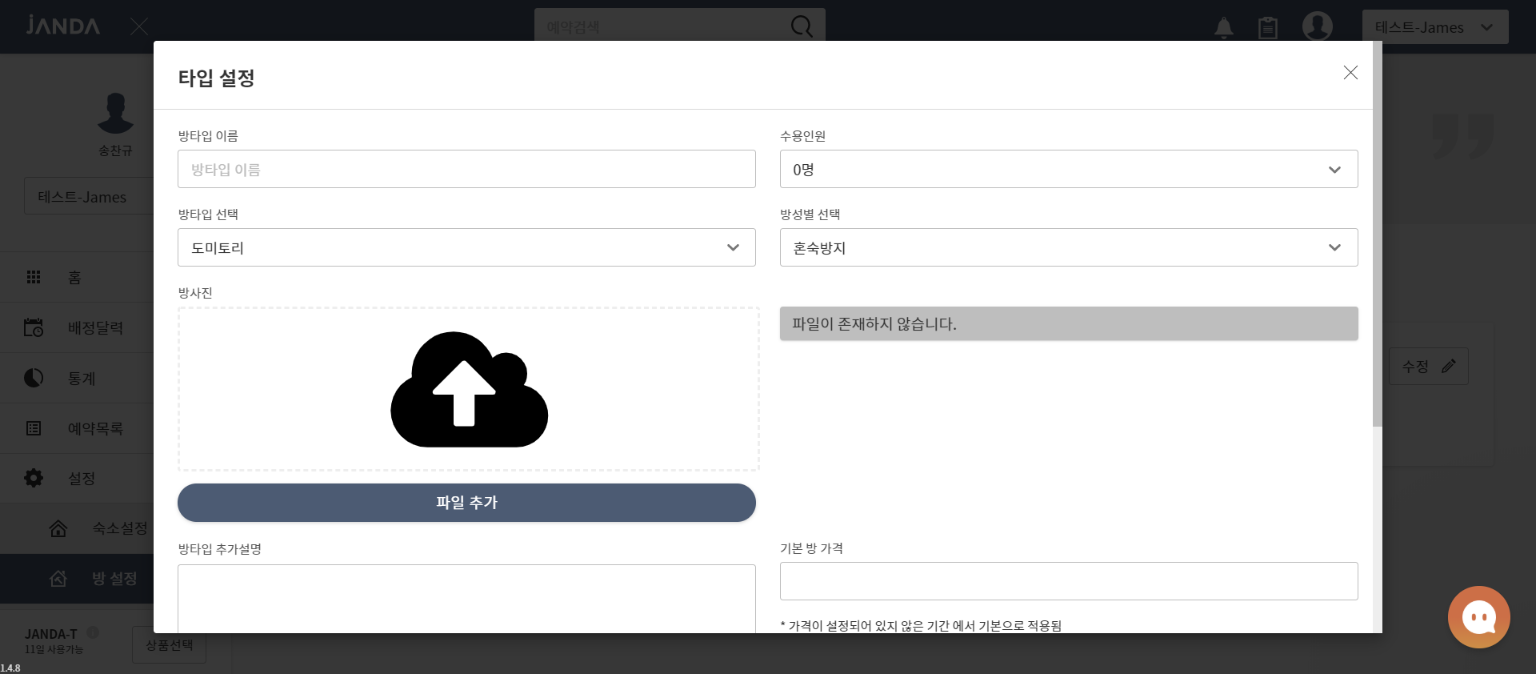 JANDA
예약검색
테스트-James
타입 설정
송찬규
테스트-James
홈
배정달력
통계
예약목록
설정
숙소설정
방 설정
JANDA-T
11일 사용가능
상품선택
1.4.8
방타입 이름
방타입 이름
수용인원
0명
방타입 선택
도미토리
방성별 선택
혼숙방지
방사진
파일이 존재하지 않습니다.
파일 추가
방타입 추가설명
기본 방 가격
* 가격이 설정되어 있지 않은 기간 에서 기본으로 적용됨
수정